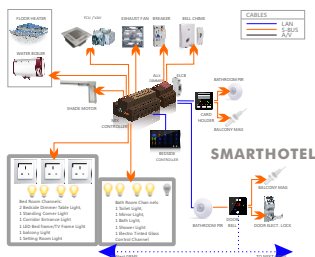 FLOOR HEATER
WATER BOILER
FCU / VAV
EXHAUST FAN
BREAKER
BELL CHIME
CABLES
LAN
S-BUS
A/V
SHADE MOTOR
CONTROLLER
CARD
HOLDER
BATHROOM PIR
BALCONY MAG
BEDSIDE
CONTROLLER
SMARTHOTEL
BALCONY MAG
BATHROOM PIR
DOOR
BELL
DOOR ELECT. LOCK
Bed Room Channels:
2 Bedside Dimmer Table Light,
1 Standing Corner Light
1 Corridor Entrance Light
1 LED Bed frame/TV Frame Light
1 balcony Light
1 Setting Room Light
Bath Room Channels
1 Toilet Light,
1 Mirror Light,
1 Bath Light
1 Shower Light
1 Electric Tinted Glass
Control Channel